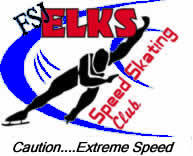 FSJ ELKS
Speed Skating
Club
Caution....Extreme Speed